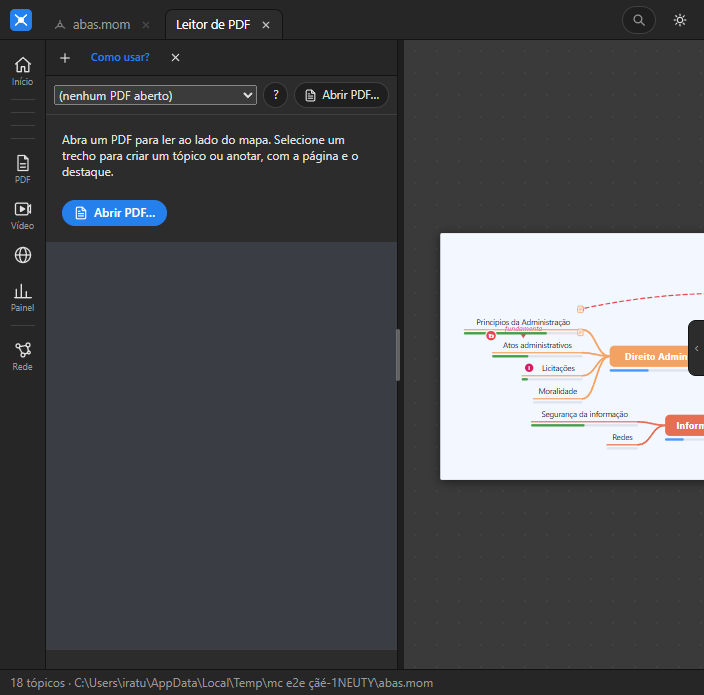 abas.mom
Leitor de PDF
Início
Como usar?
(nenhum PDF aberto)
?
Abrir PDF...
Abra um PDF para ler ao lado do mapa. Selecione um
trecho para criar um tópico ou anotar, com a página e o
destaque.
Abrir PDF...
PDF
Vídeo
Painel
Rede
Princípios da Administração
fundamenta
Atos administrativos
Licitações
Moralidade
Direito Admin
Segurança da informação
Redes
Inform
18 tópicos · C:\Users\iratu\AppData\Local\Temp\mc e2e çãé-1NEUTY\abas.mom